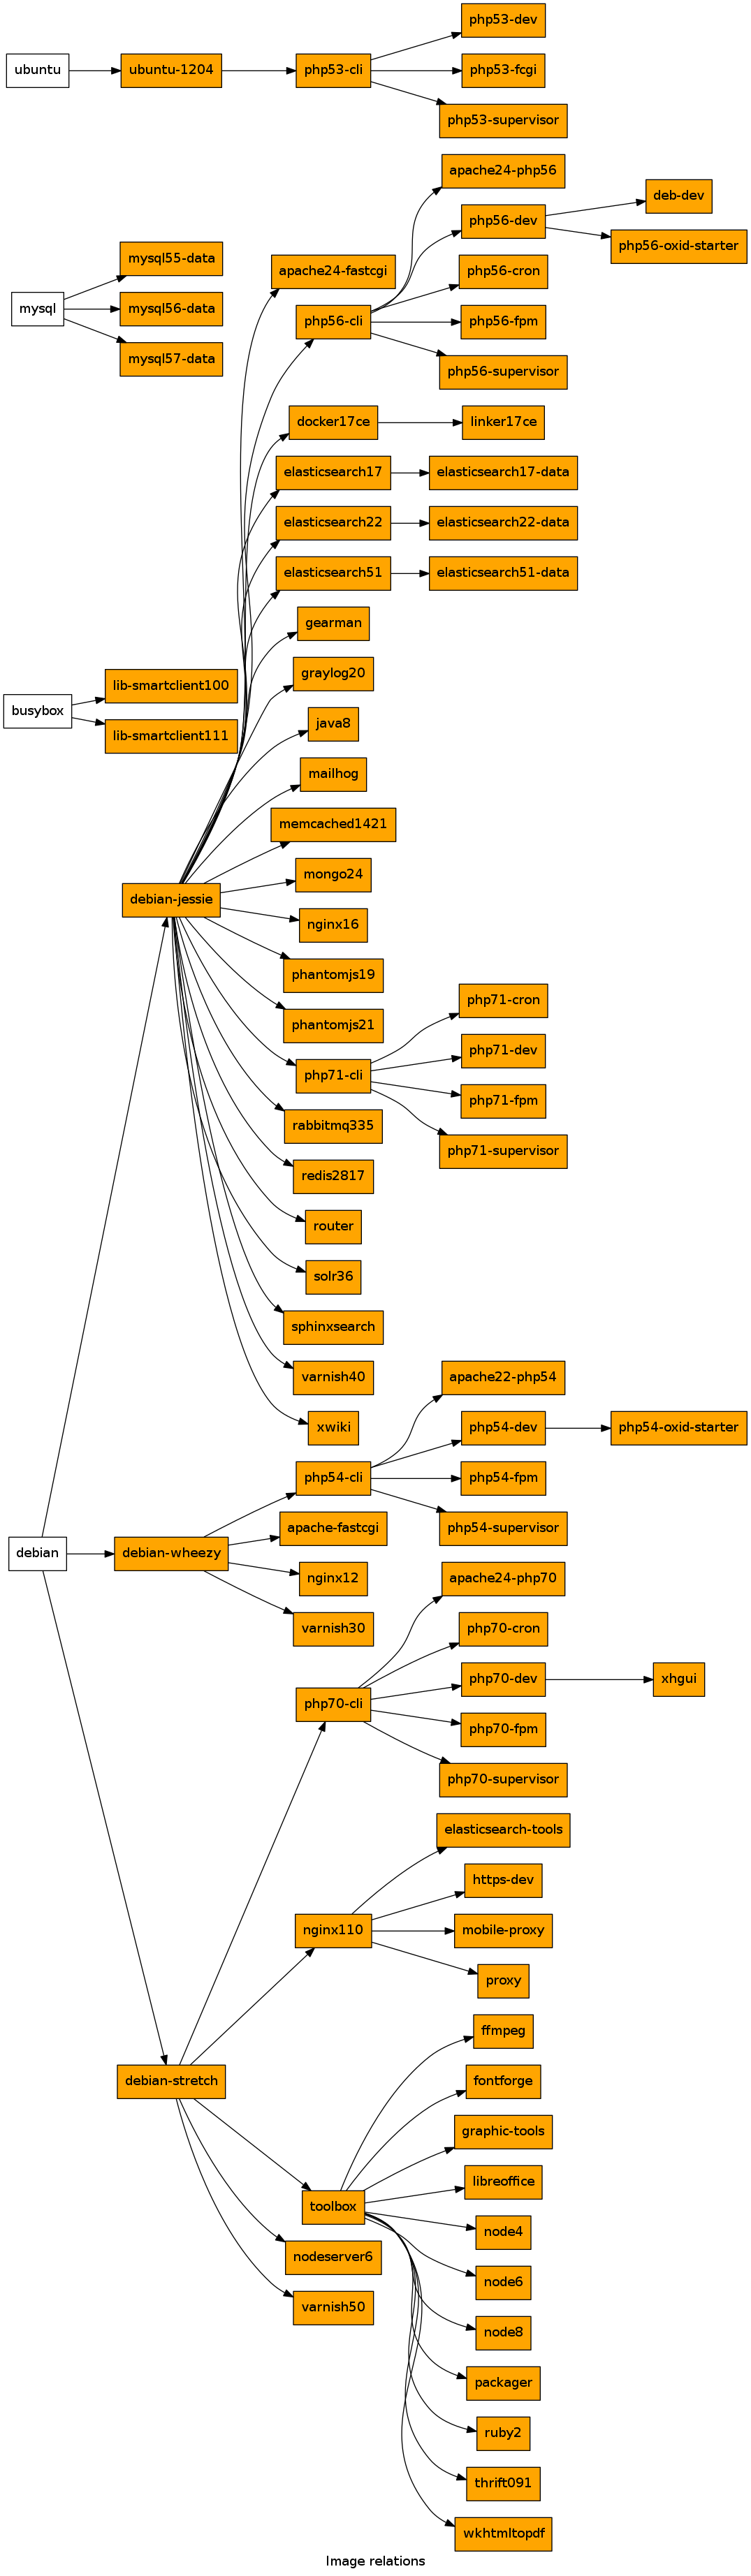 php53-dev
ubuntu
ubuntu-1204
php53-cli
php53-fcgi
php53-supervisor
apache24-php56
deb-dev
php56-dev
php56-oxid-starter
mysql55-data
apache24-fastcgi
php56-cron
mysql
mysql56-data
php56-cli
php56-fpm
mysql57-data
php56-supervisor
docker17ce
linker17ce
elasticsearch17
elasticsearch17-data
elasticsearch22
elasticsearch22-data
elasticsearch51
elasticsearch51-data
gearman
lib-smartclient100
graylog20
busybox
lib-smartclient111
java8
mailhog
memcached1421
debian-jessie
mongo24
nginx16
phantomjs19
phantomjs21
php71-cron
php71-cli
php71-dev
php71-fpm
rabbitmq335
php71-supervisor
redis2817
router
solr36
sphinxsearch
varnish40
apache22-php54
xwiki
php54-dev
php54-oxid-starter
php54-cli
php54-fpm
apache-fastcgi
php54-supervisor
debian
debian-wheezy
nginx12
apache24-php70
varnish30
php70-cron
php70-dev
xhgui
php70-cli
php70-fpm
php70-supervisor
elasticsearch-tools
https-dev
nginx110
mobile-proxy
proxy
ffmpeg
debian-stretch
fontforge
graphic-tools
libreoffice
toolbox
node4
nodeserver6
node6
varnish50
node8
packager
ruby2
thrift091
wkhtmltopdf
Image relations